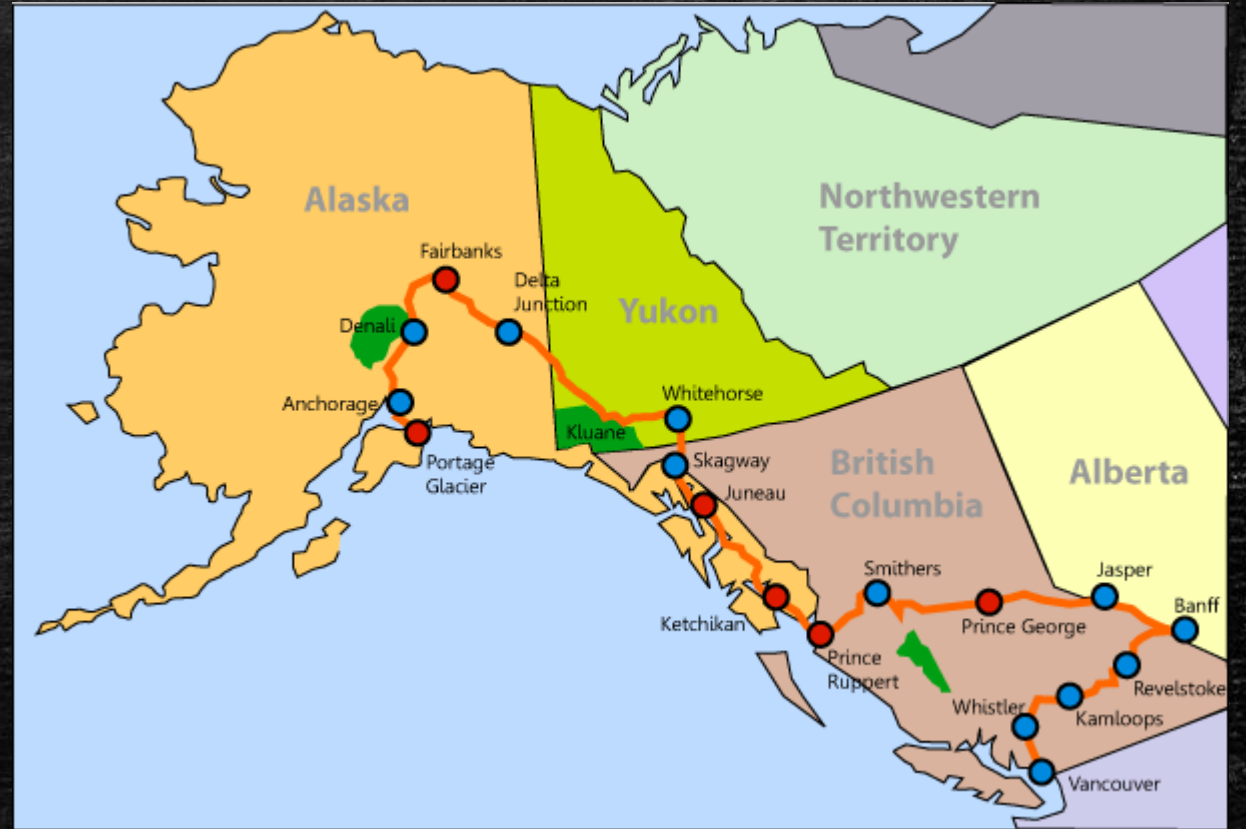 Alaska
Northwestern
Territory
Fairbanks
Delta
Junction
Yukon
Denali
Whitehorse
Anchorage
Kluane
Portage
Glacier
Skagway
British
Columbia
Alberta
Juneau
Smithers
Jasper
Banff
Ketchikan
Prince George
Prince
Ruppert
Revelstoke
Whistler
Kamloops
Vancouver